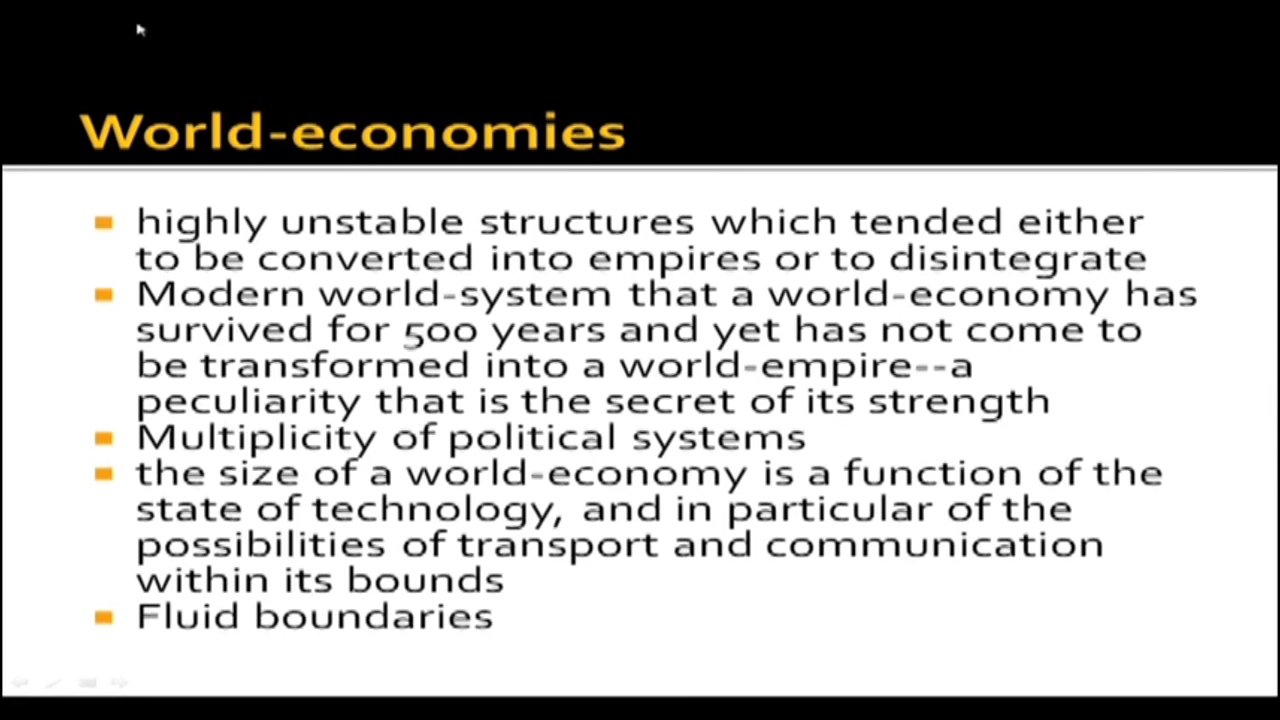 World-economies
highly unstable structures which tended either
to be converted into empires or to disintegrate
Modern world-system that a world-economy has
survived for 500 years and yet has not come to
be transformed into a world-empire--a
peculiarity that is the secret of its strength
Multiplicity of political systems
the size of a world-economy is a function of the
state of technology, and in particular of the
possibilities of transport and communication
within its bounds
Fluid boundaries